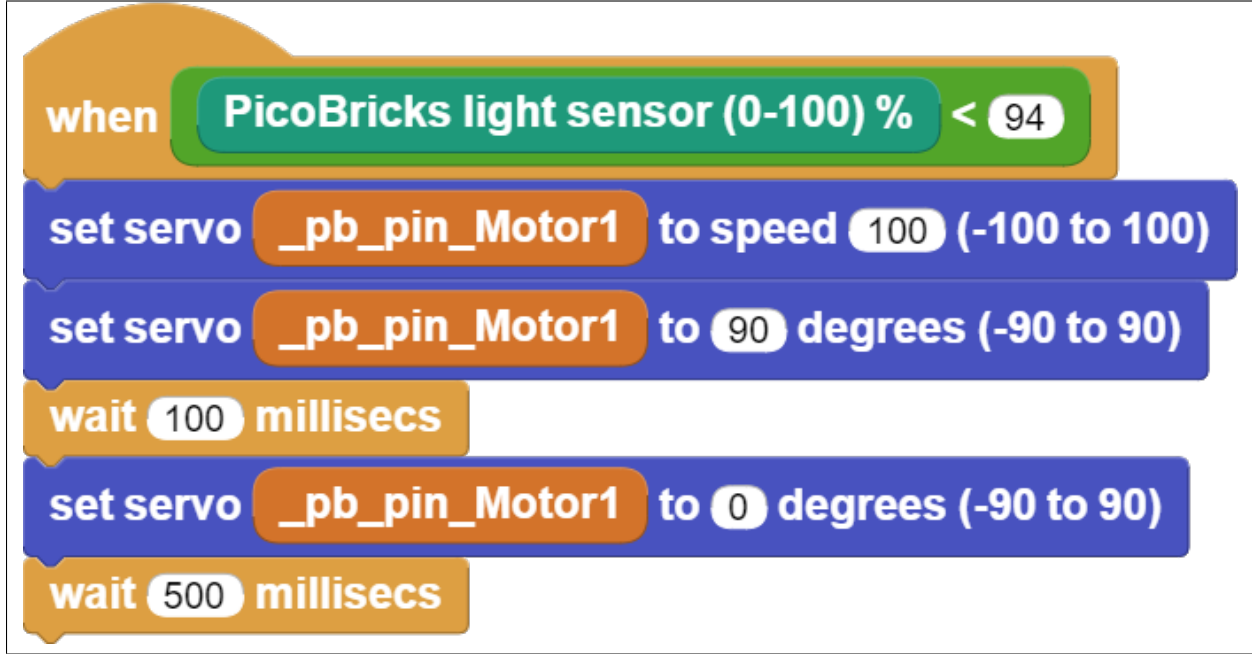 when PicoBricks light sensor (0-100) % < 94
set servo _pb_pin_Motor1 to speed 100 (-100 to 100)
set servo _pb_pin_Motor1 to 90 degrees (-90 to 90)
wait 100 millisecs
set servo _pb_pin_Motor1 to 0 degrees (-90 to 90)
wait 500 millisecs